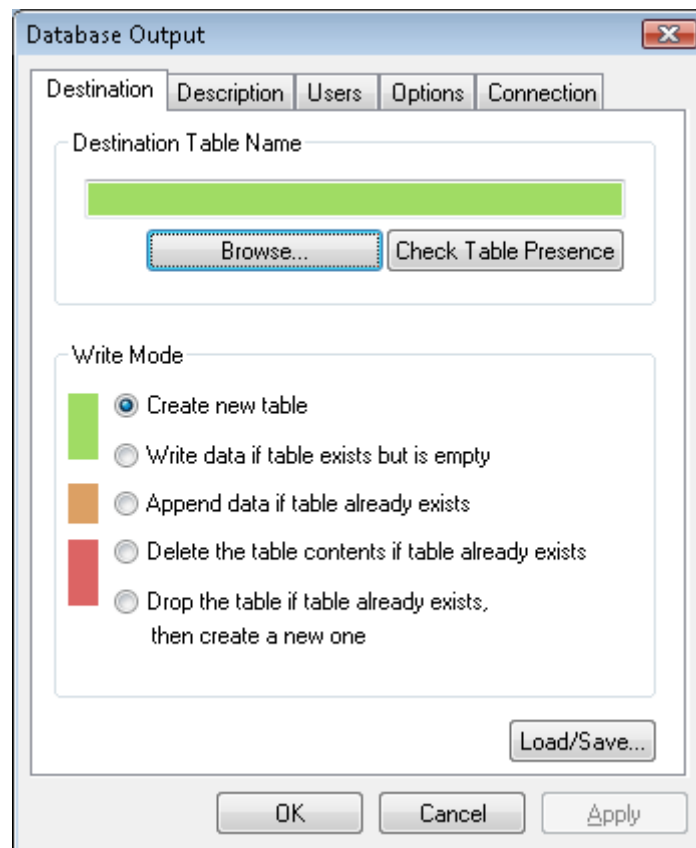 Database Output
Destination Description Users Options Connection
Destination Table Name
Browse... Check Table Presence
Write Mode
Create new table
Write data if table exists but is empty
Append data if table already exists
Delete the table contents if table already exists
Drop the table if table already exists,
then create a new one
Load/Save...
OK Cancel Apply